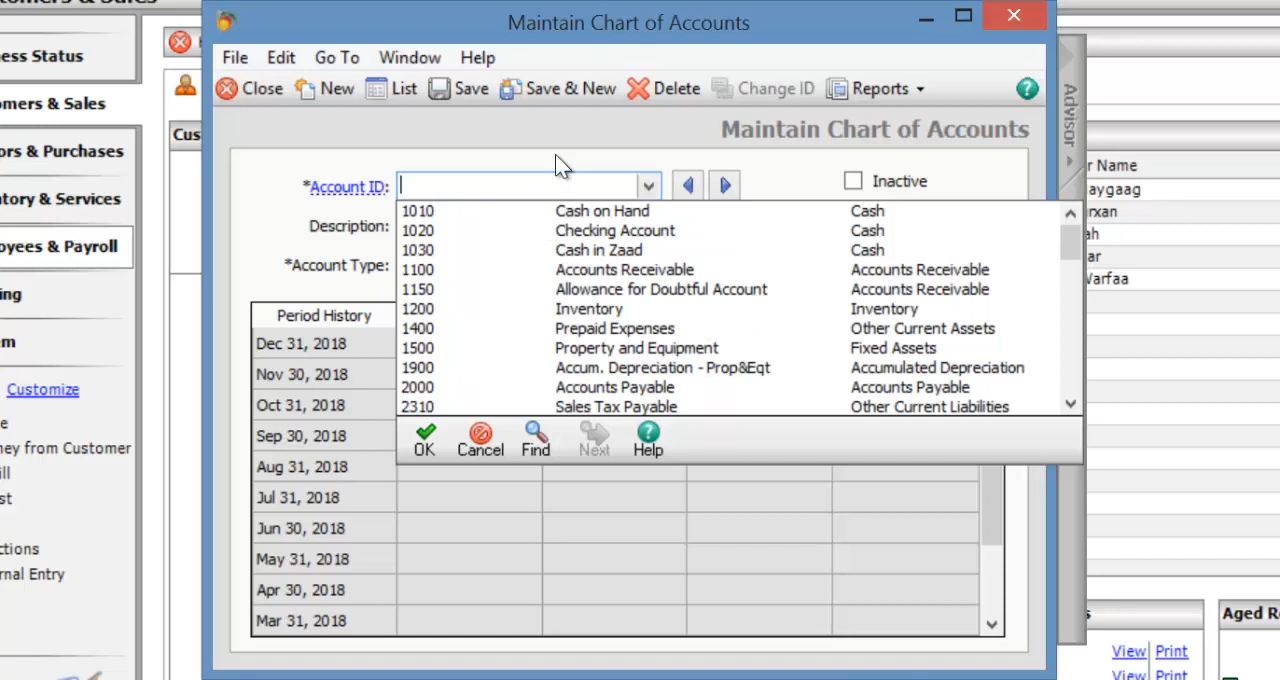 Maintain Chart of Accounts
File Edit Go To Window Help
Close New List Save Save & New Delete Change ID Reports
Maintain Chart of Accounts
*Account ID:
Inactive
Description:
*Account Type:
1010 Cash on Hand Cash
1020 Checking Account Cash
1030 Cash in Zaad Cash
1100 Accounts Receivable Accounts Receivable
1150 Allowance for Doubtful Account Accounts Receivable
1200 Inventory Inventory
1400 Prepaid Expenses Other Current Assets
1500 Property and Equipment Fixed Assets
1900 Accum. Depreciation - Prop&Eqt Accumulated Depreciation
2000 Accounts Payable Accounts Payable
2310 Sales Tax Payable Other Current Liabilities
OK Cancel Find Next Help
Period History
Dec 31, 2018
Nov 30, 2018
Oct 31, 2018
Sep 30, 2018
Aug 31, 2018
Jul 31, 2018
Jun 30, 2018
May 31, 2018
Apr 30, 2018
Mar 31, 2018
ess Status
omers & Sales
ors & Purchases
tory & Services
oyees & Payroll
ing
m
Customize
e
ney from Customer
ill
st
ctions
rnal Entry
Cus
Advisor
r Name
aygaag
rxan
ah
ar
Warfaa
s
Aged R
View Print
View Print